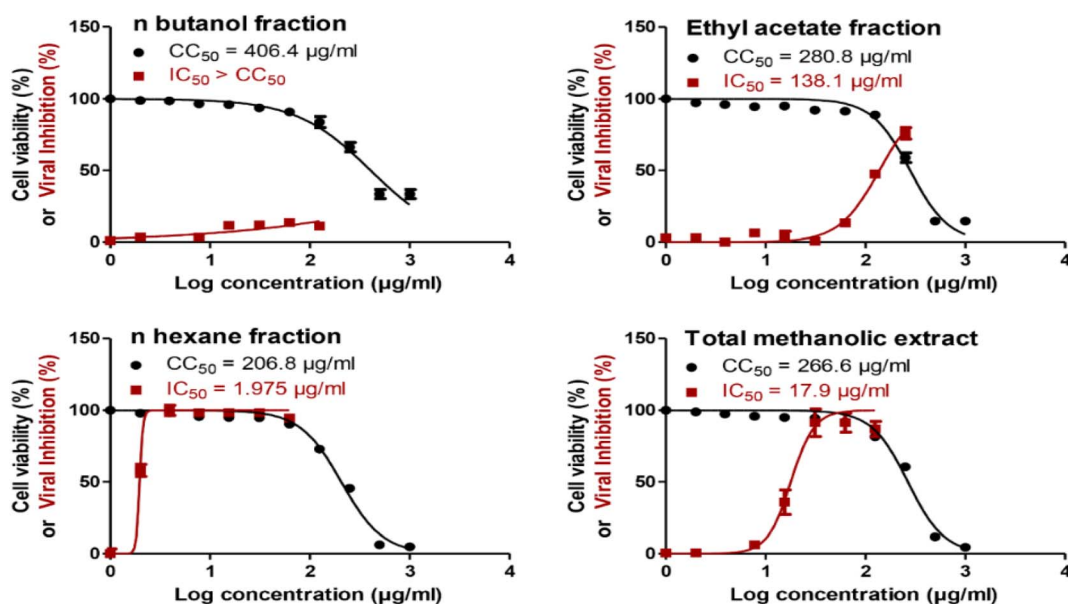 n butanol fraction
CC50 = 406.4 µg/ml
IC50 > CC50
Cell viability (%)
or Viral Inhibition (%)
150
100
50
0
0 1 2 3 4
Log concentration (µg/ml)
Ethyl acetate fraction
CC50 = 280.8 µg/ml
IC50 = 138.1 µg/ml
Cell viability (%)
or Viral Inhibition (%)
150
100
50
0
0 1 2 3 4
Log concentration (µg/ml)
n hexane fraction
CC50 = 206.8 µg/ml
IC50 = 1.975 µg/ml
Cell viability (%)
or Viral Inhibition (%)
150
100
50
0
0 1 2 3 4
Log concentration (µg/ml)
Total methanolic extract
CC50 = 266.6 µg/ml
IC50 = 17.9 µg/ml
Cell viability (%)
or Viral Inhibition (%)
150
100
50
0
0 1 2 3 4
Log concentration (µg/ml)